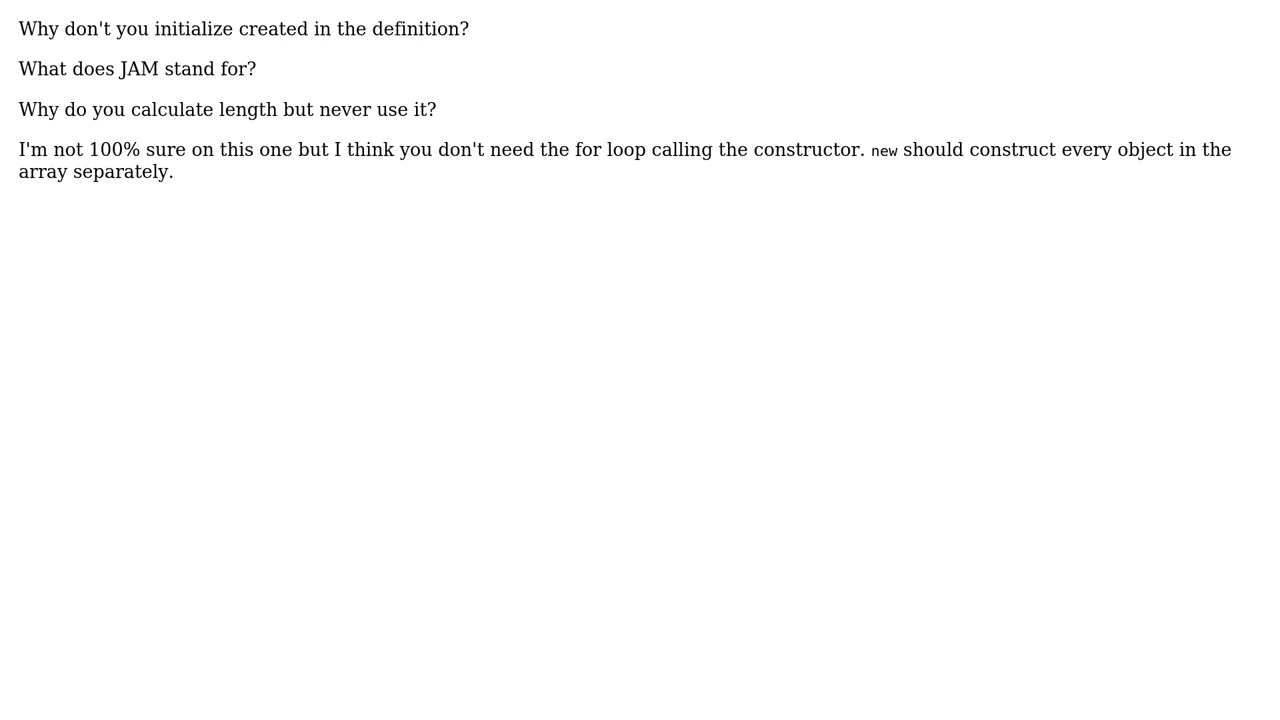 Why don't you initialize created in the definition?
What does JAM stand for?
Why do you calculate length but never use it?
I'm not 100% sure on this one but I think you don't need the for loop calling the constructor. new should construct every object in the
array separately.